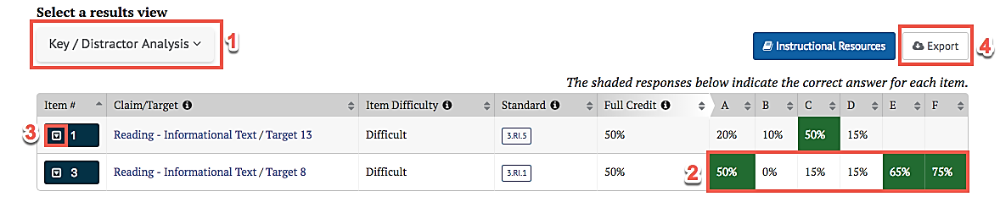 Select a results view
Key / Distractor Analysis 1
Instructional Resources Export 4
The shaded responses below indicate the correct answer for each item.
Item # Claim/Target Item Difficulty Standard Full Credit A B C D E F
3 1 Reading - Informational Text / Target 13 Difficult 3.RI.5 50% 20% 10% 50% 15%
3 Reading - Informational Text / Target 8 Difficult 3.RI.1 50% 2 50% 0% 15% 15% 65% 75%